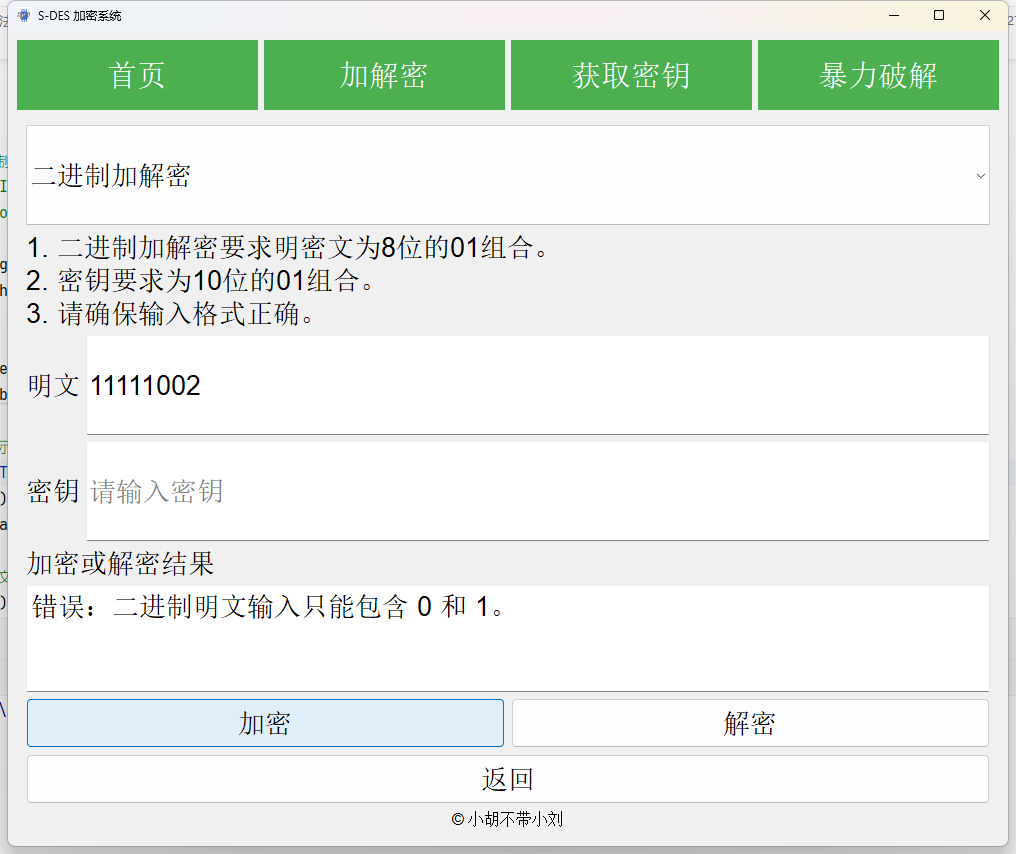 S-DES 加密系统
首页 加解密 获取密钥 暴力破解
二进制加解密
1. 二进制加解密要求明密文为8位的01组合。
2. 密钥要求为10位的01组合。
3. 请确保输入格式正确。
明文 11111002
密钥 请输入密钥
加密或解密结果
错误：二进制明文输入只能包含 0 和 1。
加密 解密
返回
© 小胡不带小刘